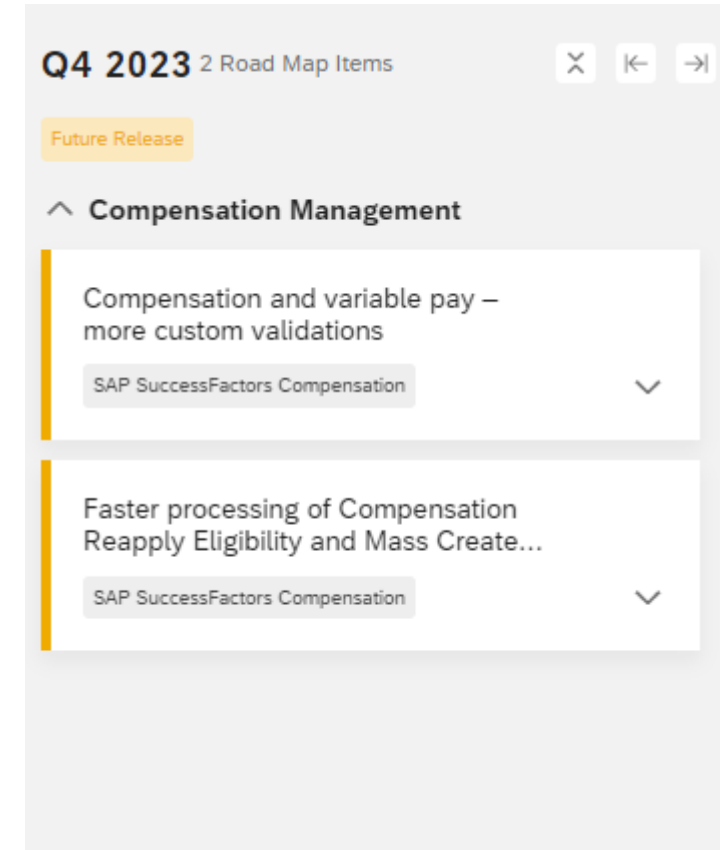 Q4 2023 2 Road Map Items
Future Release
Compensation Management
Compensation and variable pay –
more custom validations
SAP SuccessFactors Compensation
Faster processing of Compensation
Reapply Eligibility and Mass Create...
SAP SuccessFactors Compensation